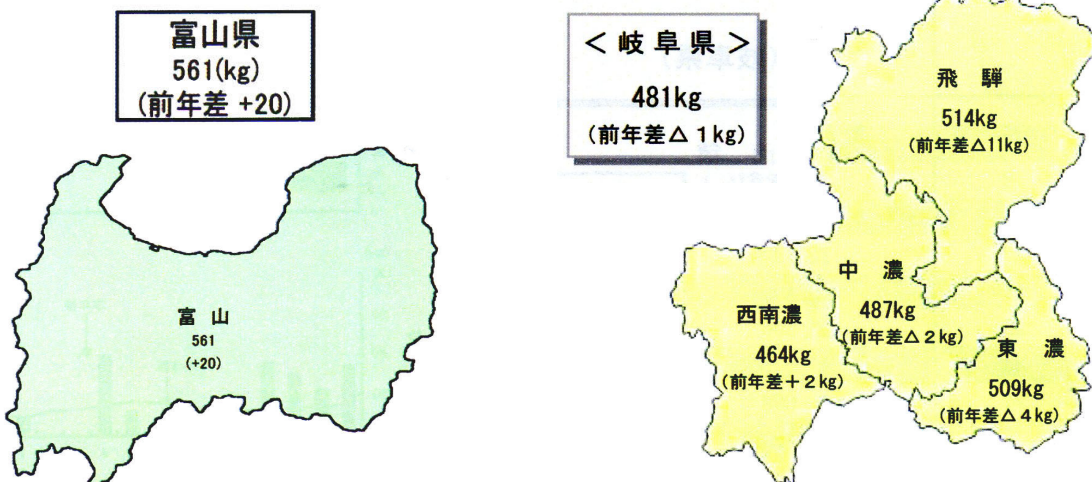 富山県
561(kg)
(前年差 +20)
富 山
561
(+20)
＜ 岐 阜 県 ＞
481kg
(前年差△ 1kg)
飛 騨
514kg
(前年差△11kg)
中 濃
487kg
(前年差△ 2kg)
西南濃
464kg
(前年差＋ 2kg)
東 濃
509kg
(前年差△ 4kg)